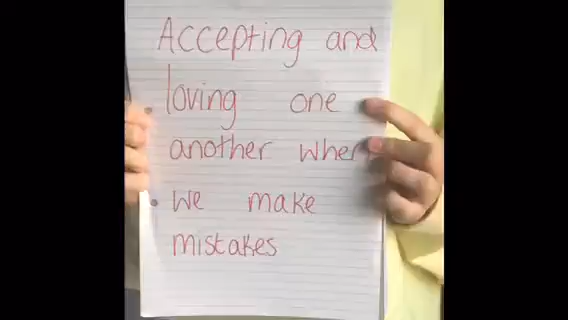 Accepting and
loving one
another when
we make
mistakes